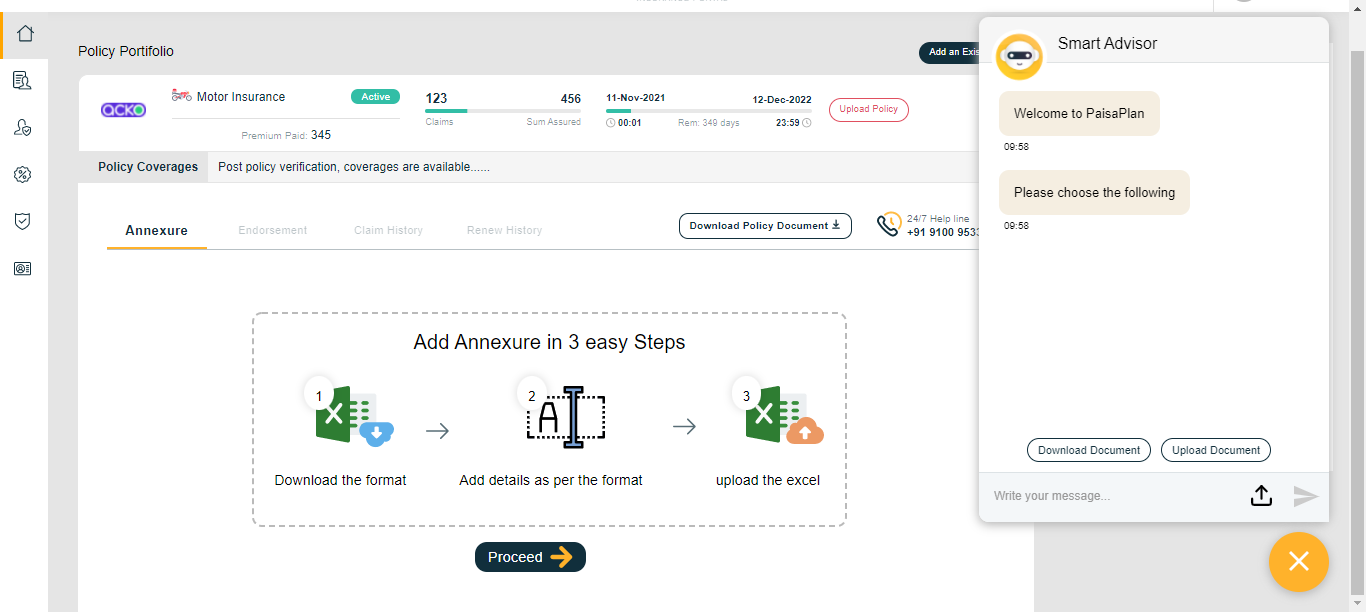 Policy Portifolio
Add an Exis
acko
Motor Insurance
Active
Premium Paid: 345
123 456
Claims Sum Assured
11-Nov-2021 12-Dec-2022
00:01 Rem: 349 days 23:59
Upload Policy
Policy Coverages Post policy verification, coverages are available......
Annexure Endorsement Claim History Renew History
Download Policy Document
24/7 Help line
+91 9100 953
Add Annexure in 3 easy Steps
1 2 3
X A X
Download the format Add details as per the format upload the excel
Proceed
Smart Advisor
Welcome to PaisaPlan
09:58
Please choose the following
09:58
Download Document Upload Document
Write your message...